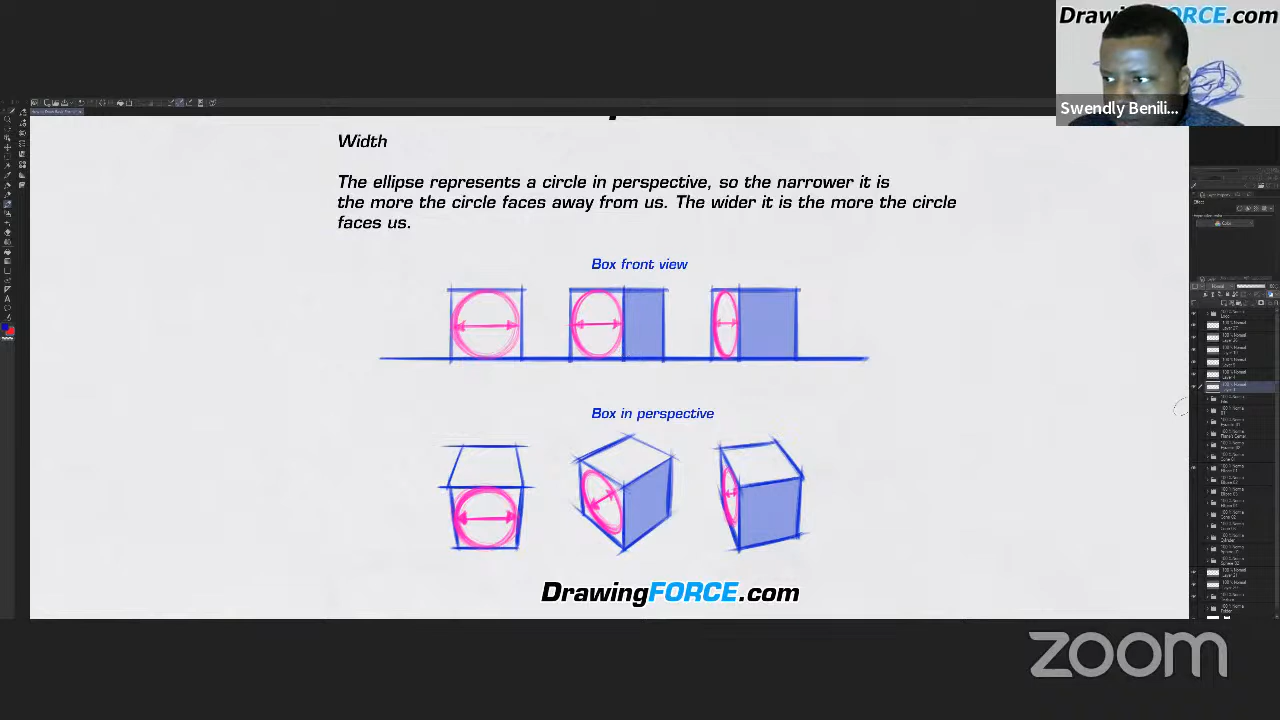 DrawingFORCE.com
Swendly Benili...
Width
The ellipse represents a circle in perspective, so the narrower it is
the more the circle faces away from us. The wider it is the more the circle
faces us.
Box front view
Box in perspective
DrawingFORCE.com
zoom